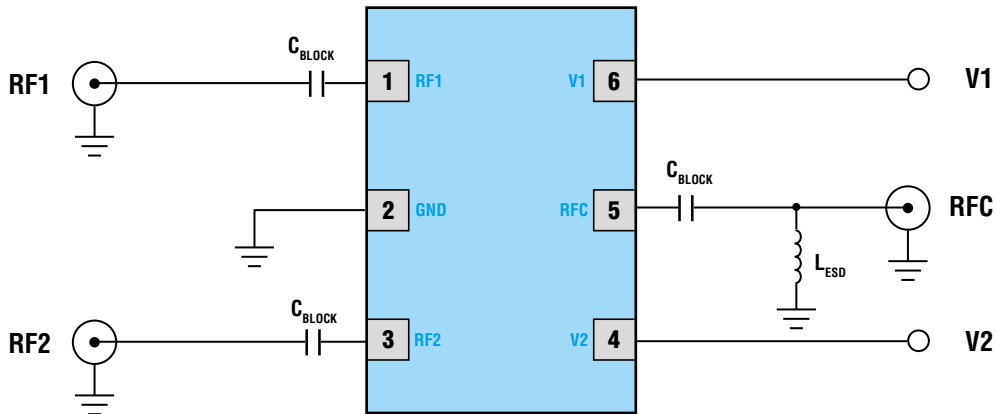 C_BLOCK
RF1
1 RF1
V1 6
V1
C_BLOCK
2 GND
RFC 5
RFC
L_ESD
C_BLOCK
RF2
3 RF2
V2 4
V2